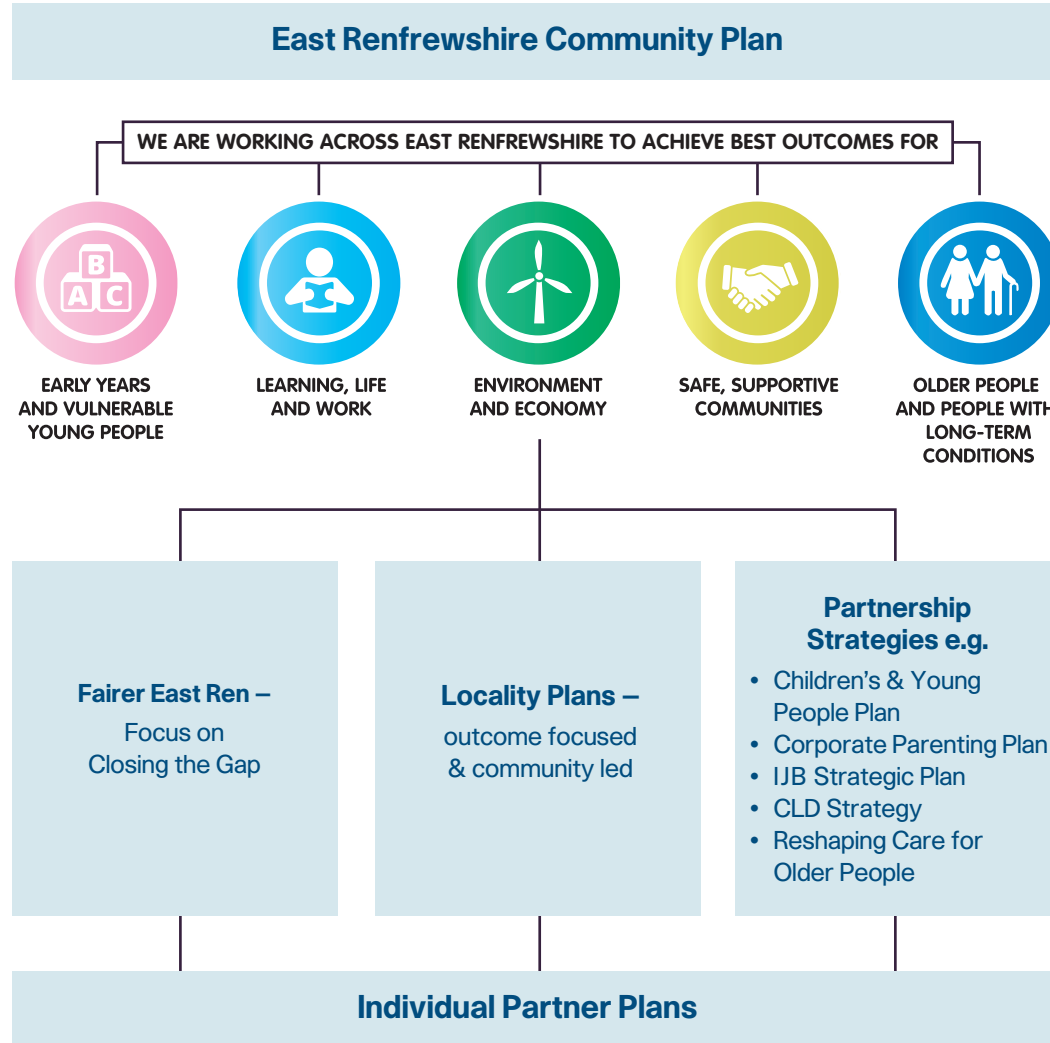 East Renfrewshire Community Plan
WE ARE WORKING ACROSS EAST RENFREWSHIRE TO ACHIEVE BEST OUTCOMES FOR
B
A C
EARLY YEARS
AND VULNERABLE
YOUNG PEOPLE
LEARNING, LIFE
AND WORK
ENVIRONMENT
AND ECONOMY
SAFE, SUPPORTIVE
COMMUNITIES
OLDER PEOPLE
AND PEOPLE WITH
LONG-TERM
CONDITIONS
Fairer East Ren –
Focus on
Closing the Gap
Locality Plans –
outcome focused
& community led
Partnership
Strategies e.g.
• Children's & Young
People Plan
• Corporate Parenting Plan
• IJB Strategic Plan
• CLD Strategy
• Reshaping Care for
Older People
Individual Partner Plans